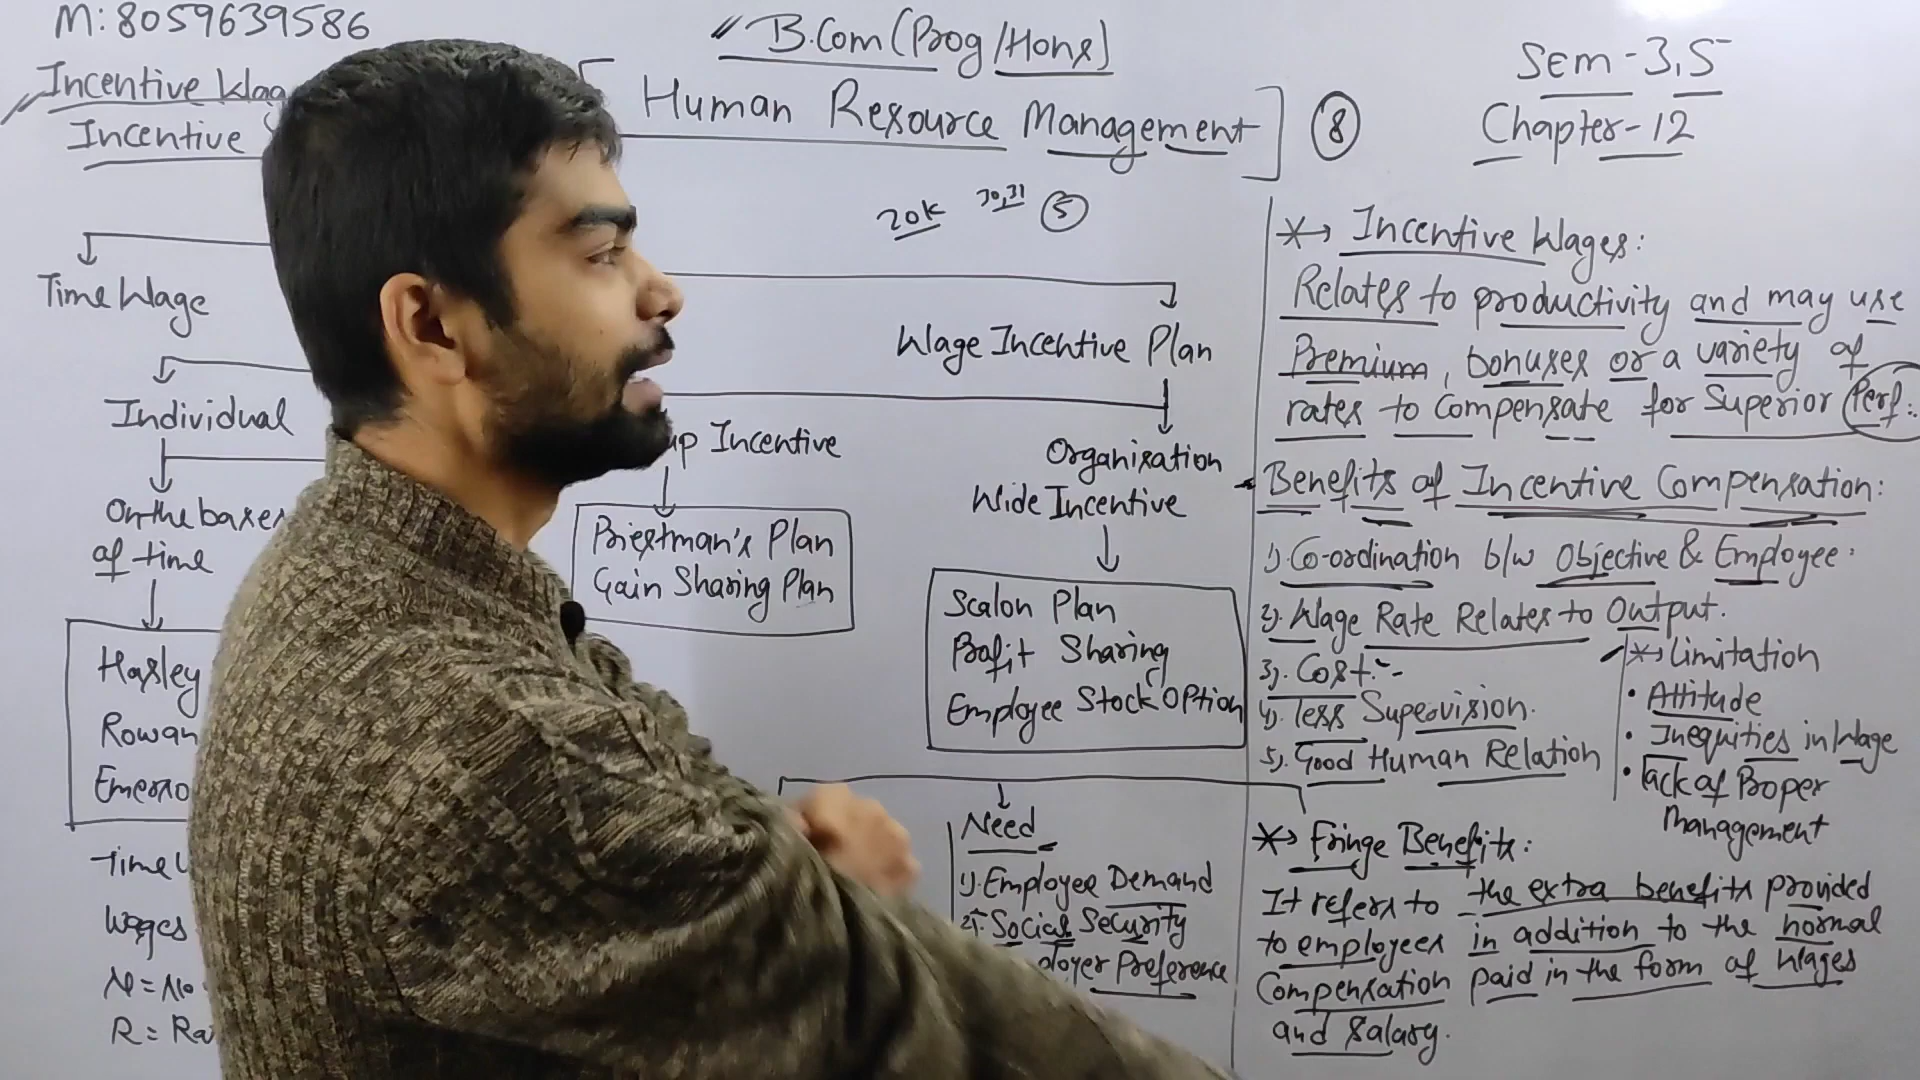 M: 8059639586
B.Com (Prog/Hons)
Sem - 3,5
Human Resource Management
8
Chapter-12
Incentive Wag
Incentive
20K
30,31
5
Time Wage
Individual
On the bases
of time
Halsey
Rowan
Emerso
Time
Wages
R = Ra
Wage Incentive Plan
up Incentive
Priestman's Plan
Gain Sharing Plan
Organisation
Wide Incentive
Scalon Plan
Profit Sharing
Employee Stock Option
Need
1). Employee Demand
2). Social Security
ployer Preference
Incentive Wages:
Relates to productivity and may use
Premium, bonuses or a variety of
rates to compensate for Superior Perf.:
Benefits of Incentive Compensation:
1). Co-ordination b/w Objective & Employee:
2). Wage Rate Relates to Output.
3). Cost:-
4). less Supervision.
5). Good Human Relation
Limitation
• Attitude
• Inequities in Wage
• lack of Proper
Management
Fringe Benefits:
It refers to the extra benefits provided
to employees in addition to the normal
Compensation paid in the form of Wages
and Salary.